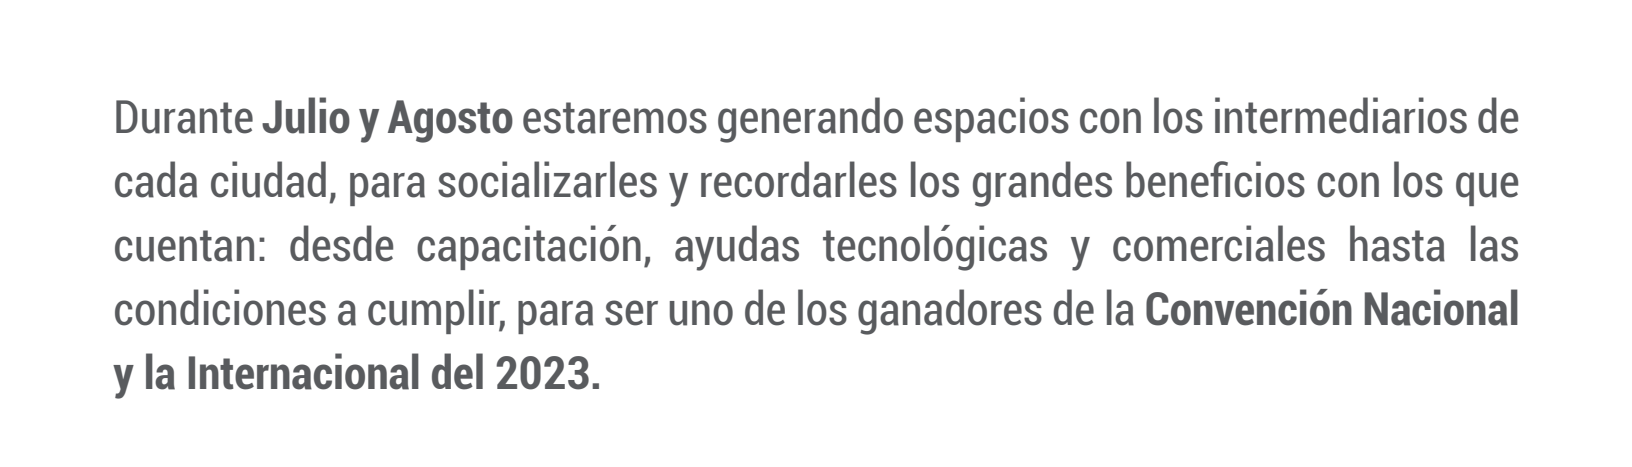 Durante Julio y Agosto estaremos generando espacios con los intermediarios de
cada ciudad, para socializarles y recordarles los grandes beneficios con los que
cuentan: desde capacitación, ayudas tecnológicas y comerciales hasta las
condiciones a cumplir, para ser uno de los ganadores de la Convención Nacional
y la Internacional del 2023.